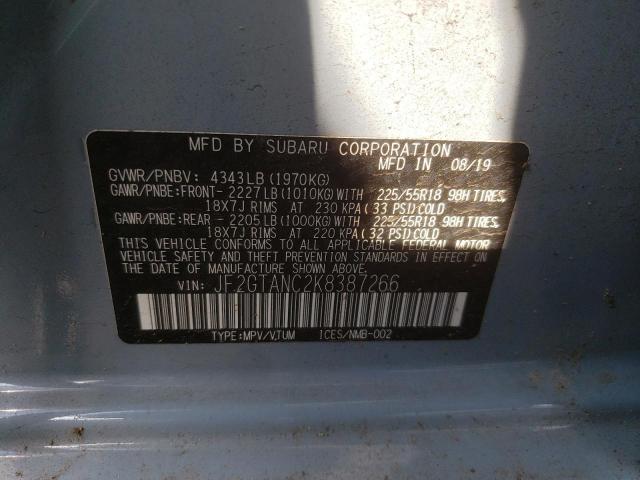 MFD BY SUBARU CORPORATION
MFD IN 08/19
GVWR/PNBV: 4343LB(1970KG)
GAWR/PNBE:FRONT- 2227LB(1010KG)WITH 225/55R18 98H TIRES,
18X7J RIMS AT 230 KPA(33 PSI)COLD
GAWR/PNBE:REAR - 2205LB(1000KG)WITH 225/55R18 98H TIRES,
18X7J RIMS AT 220 KPA(32 PSI)COLD
THIS VEHICLE CONFORMS TO ALL APPLICABLE FEDERAL MOTOR
VEHICLE SAFETY AND THEFT PREVENTION STANDARDS IN EFFECT ON
THE DATE OF MANUFACTURE SHOWN ABOVE.
VIN: JF2GTANC2K8387266
TYPE:MPV/V.TUM ICES/NMB-002